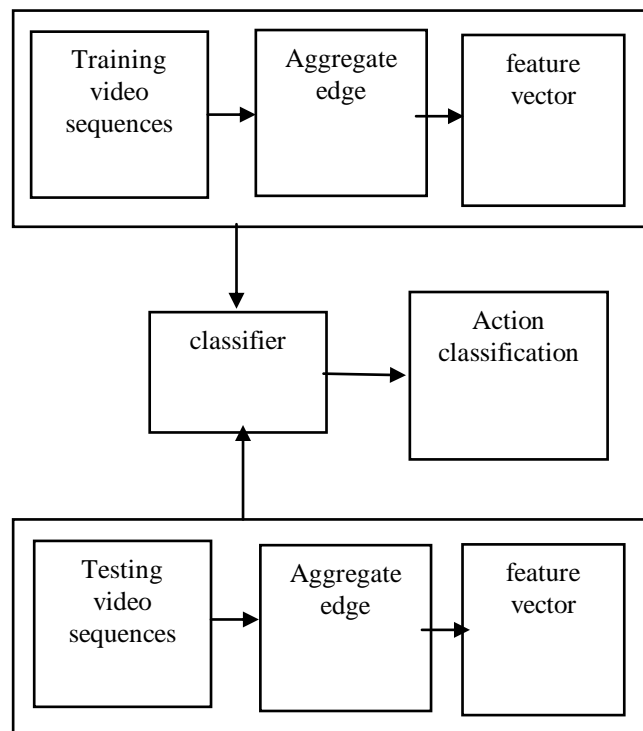 Training
video
sequences
Aggregate
edge
feature
vector
classifier
Action
classification
Testing
video
sequences
Aggregate
edge
feature
vector